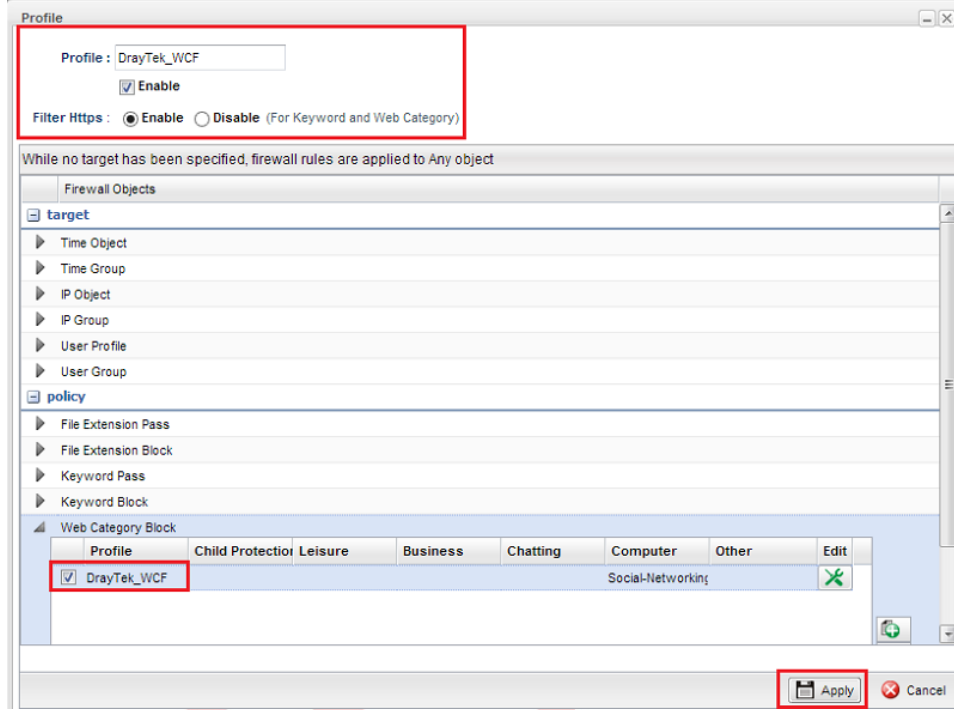 Profile
Profile : DrayTek_WCF
Enable
Filter Https : Enable Disable (For Keyword and Web Category)
While no target has been specified, firewall rules are applied to Any object
Firewall Objects
target
Time Object
Time Group
IP Object
IP Group
User Profile
User Group
policy
File Extension Pass
File Extension Block
Keyword Pass
Keyword Block
Web Category Block
Profile Child Protection Leisure Business Chatting Computer Other Edit
DrayTek_WCF Social-Networking
Apply Cancel